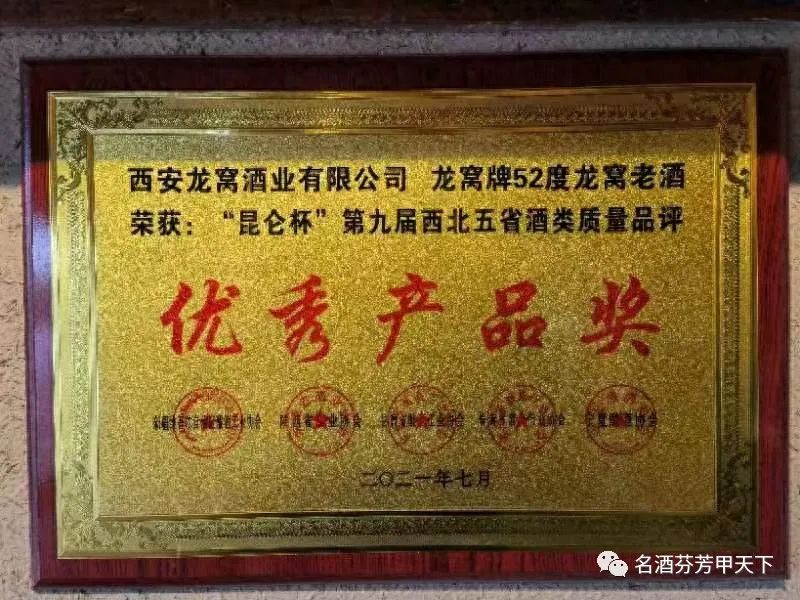 西安龙窝酒业有限公司 龙窝牌52度龙窝老酒
荣获：“昆仑杯”第九届西北五省酒类质量品评
优秀产品奖
二〇二一年七月
名酒芬芳甲天下